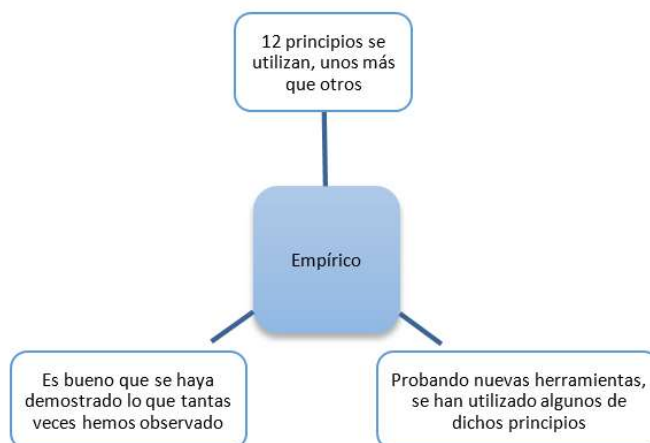 12 principios se
utilizan, unos más
que otros
Empírico
Es bueno que se haya
demostrado lo que tantas
veces hemos observado
Probando nuevas herramientas,
se han utilizado algunos de
dichos principios